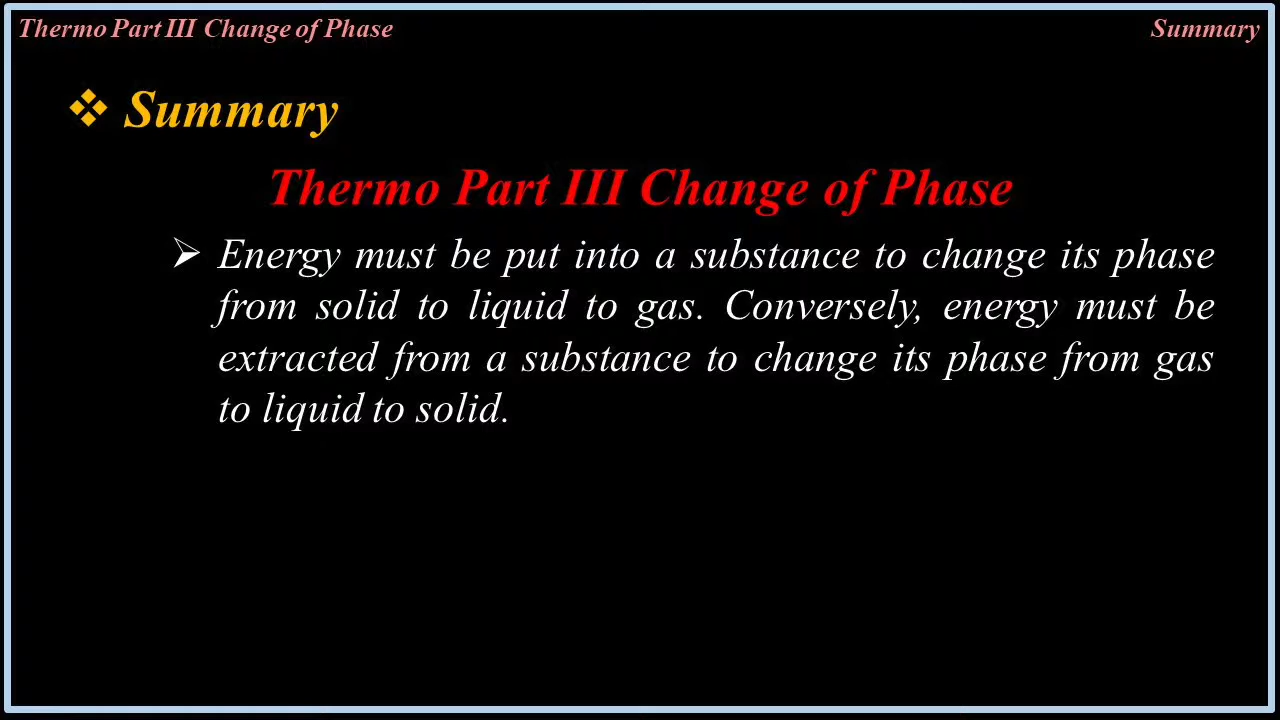 Thermo Part III Change of Phase
Summary
❖ Summary
Thermo Part III Change of Phase
➢ Energy must be put into a substance to change its phase
from solid to liquid to gas. Conversely, energy must be
extracted from a substance to change its phase from gas
to liquid to solid.